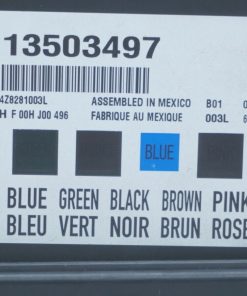 13503497
4Z8281003L ASSEMBLED IN MEXICO B01
H F 00H J00 496 FABRIQUE AU MEXIQUE 003L
BLUE
BLUE GREEN BLACK BROWN PINK
BLEU VERT NOIR BRUN ROSE